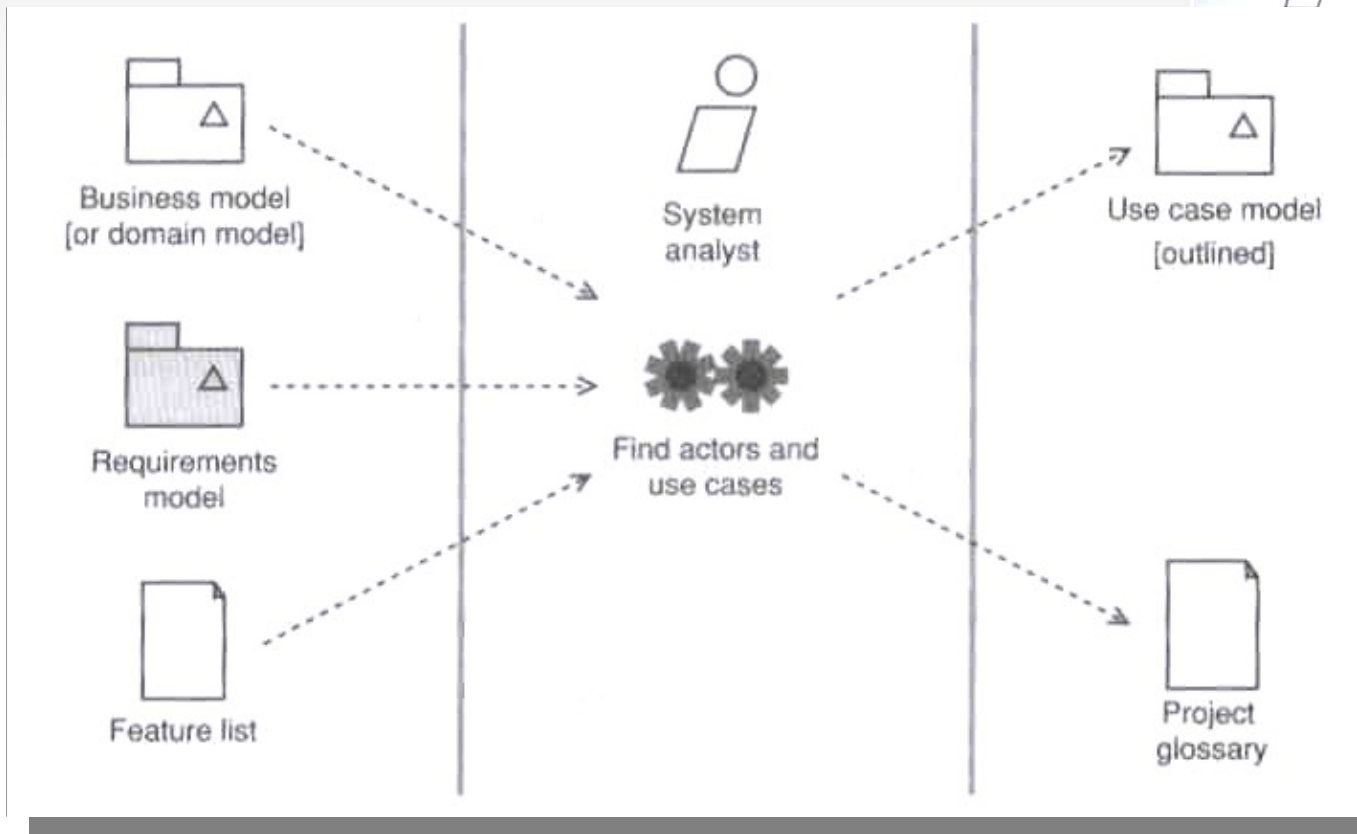 Business model
[or domain model]
Requirements
model
Feature list
System
analyst
Find actors and
use cases
Use case model
[outlined]
Project
glossary